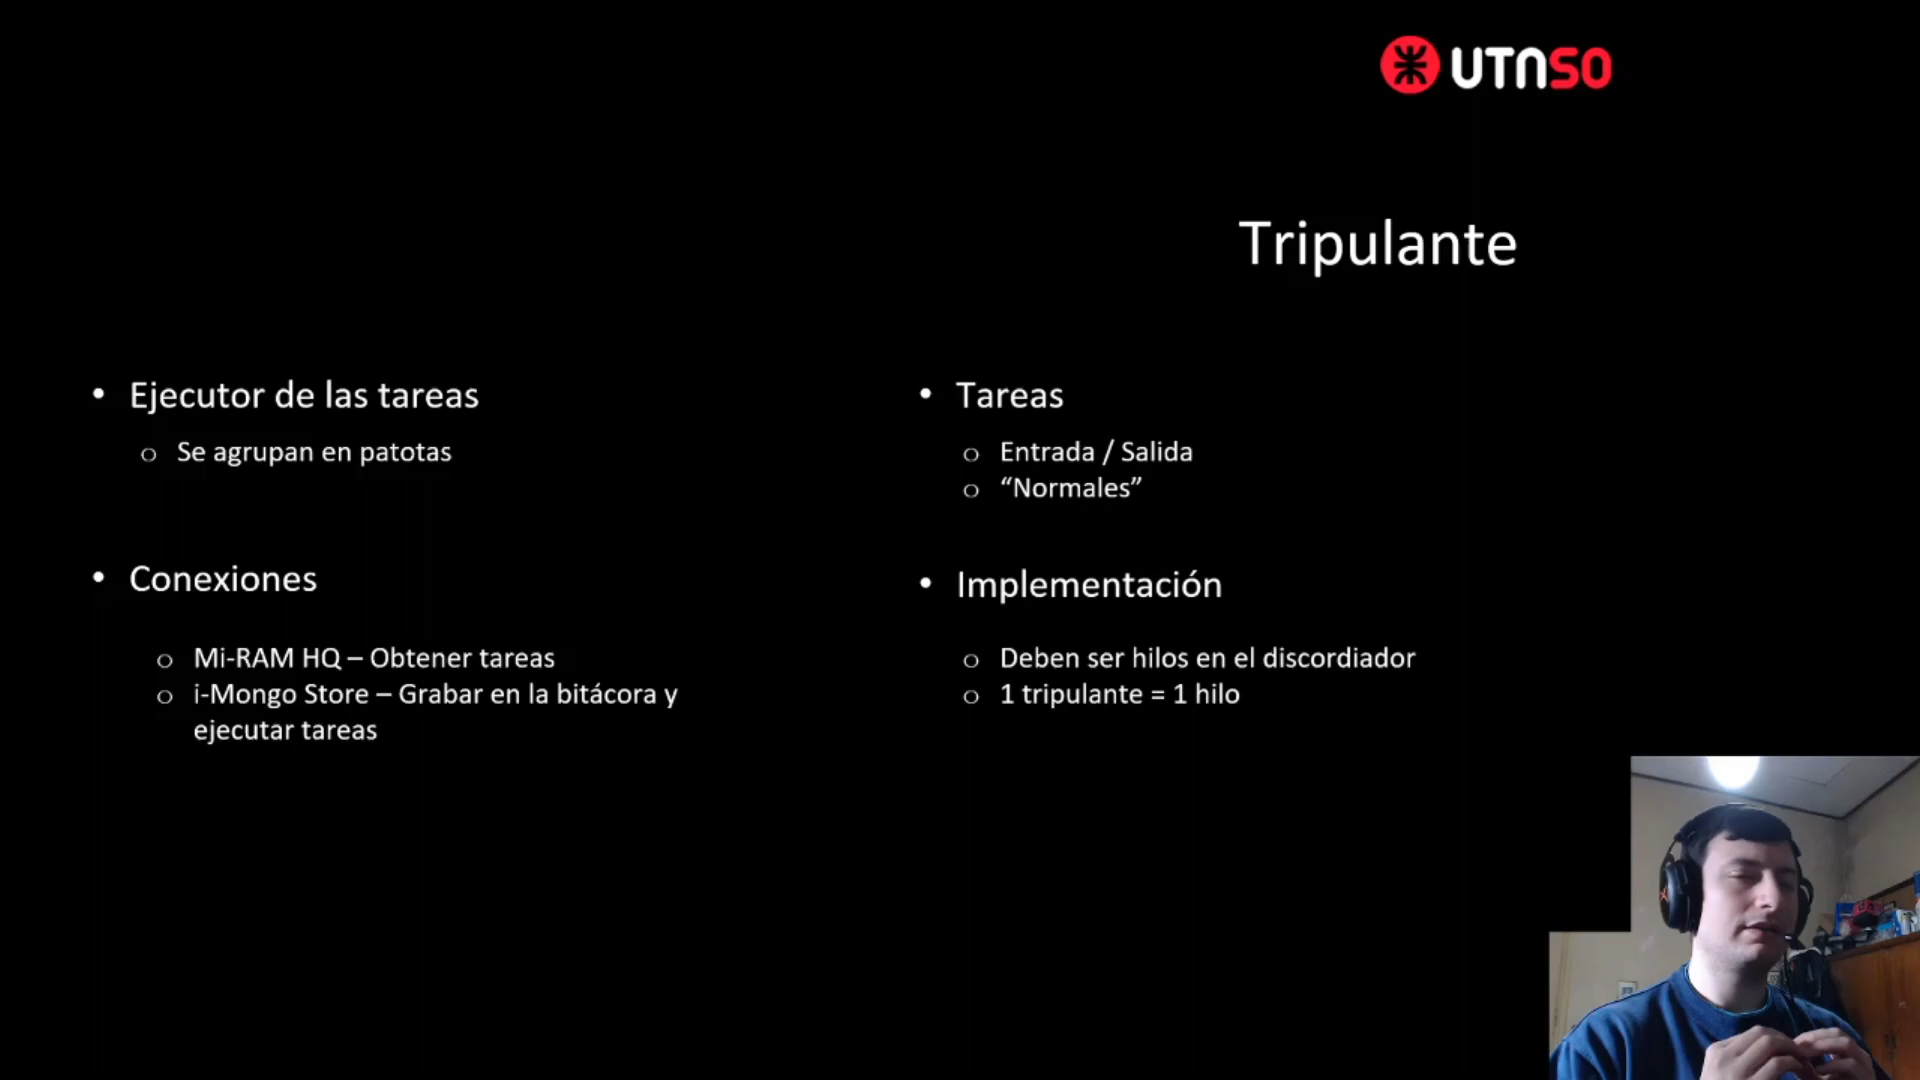 UTNSO
Tripulante
• Ejecutor de las tareas
o Se agrupan en patotas
• Conexiones
o Mi-RAM HQ – Obtener tareas
o i-Mongo Store – Grabar en la bitácora y
ejecutar tareas
• Tareas
o Entrada / Salida
o “Normales”
• Implementación
o Deben ser hilos en el discordiador
o 1 tripulante = 1 hilo